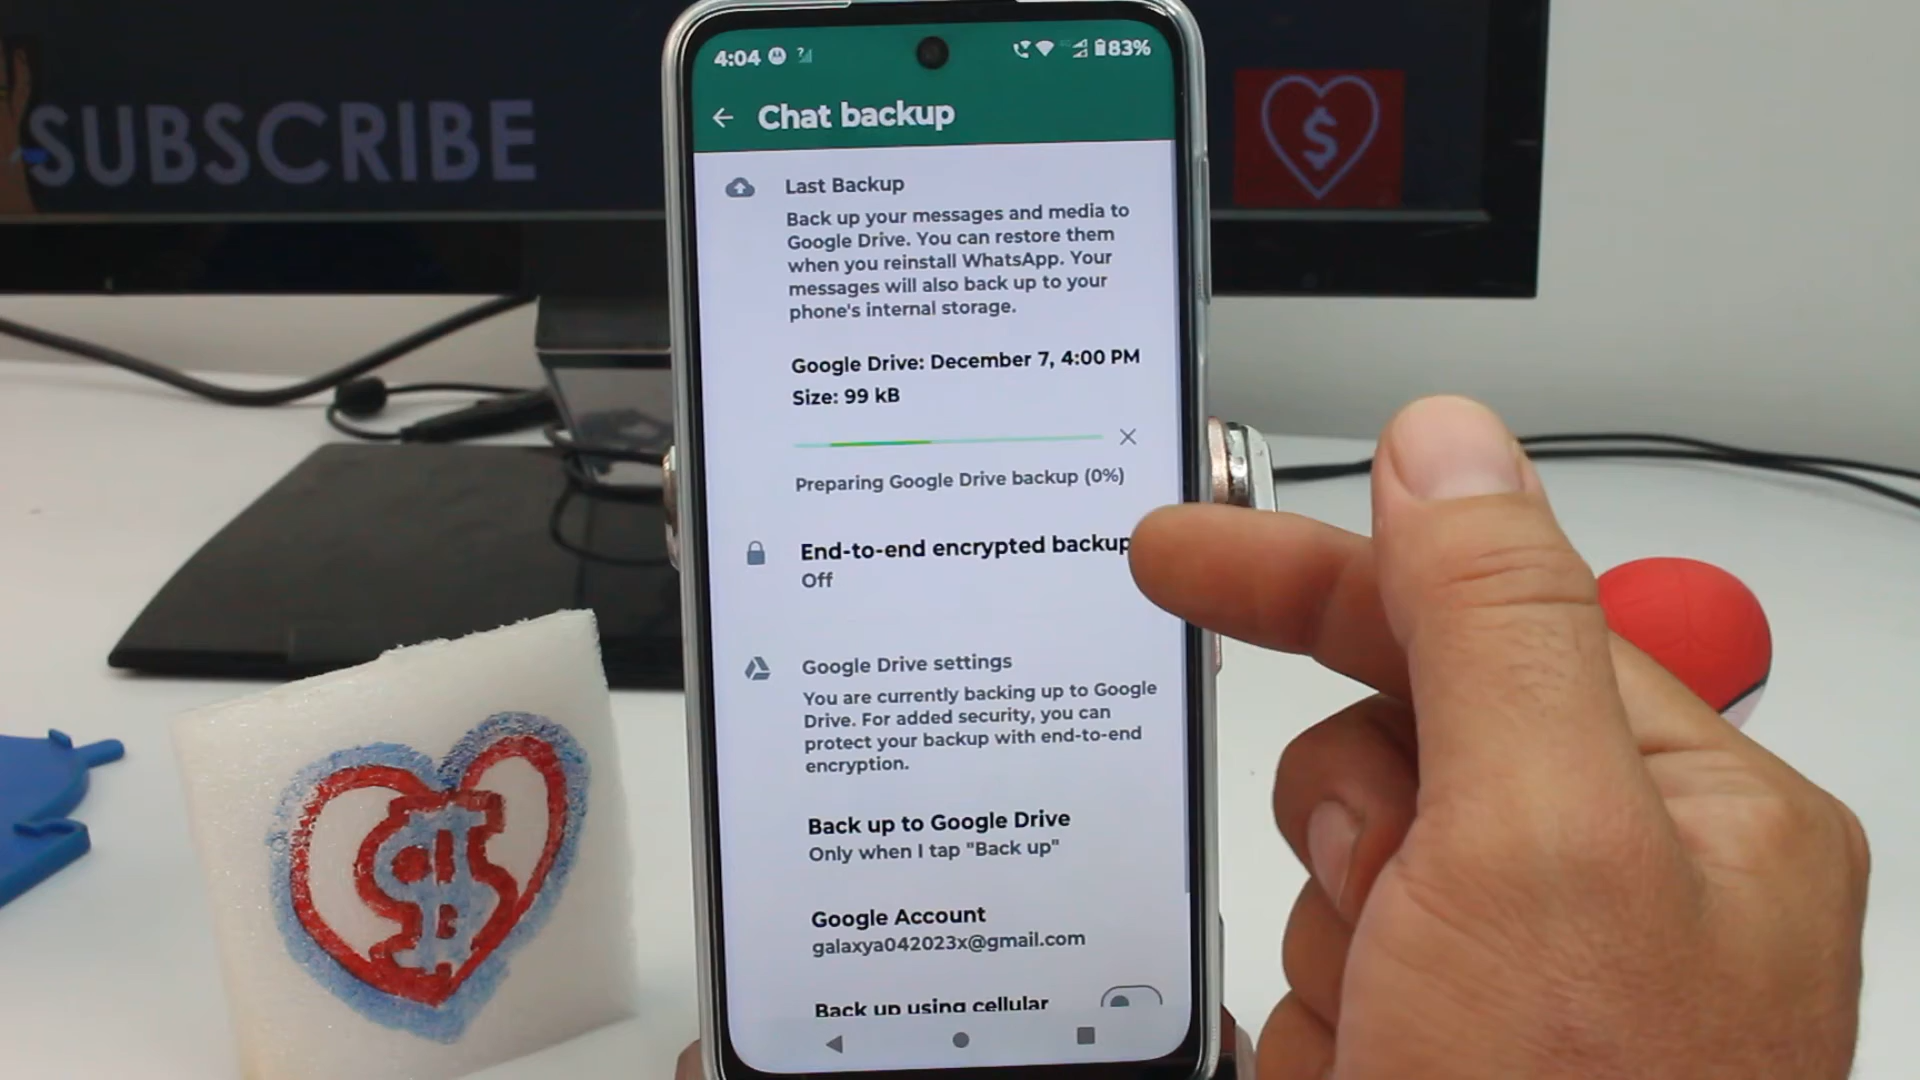 SUBSCRIBE
$
4:04
83%
Chat backup
Last Backup
Back up your messages and media to
Google Drive. You can restore them
when you reinstall WhatsApp. Your
messages will also back up to your
phone's internal storage.
Google Drive: December 7, 4:00 PM
Size: 99 kB
Preparing Google Drive backup (0%)
End-to-end encrypted backup
Off
Google Drive settings
You are currently backing up to Google
Drive. For added security, you can
protect your backup with end-to-end
encryption.
Back up to Google Drive
Only when I tap "Back up"
Google Account
galaxya042023x@gmail.com
Back up using cellular
$